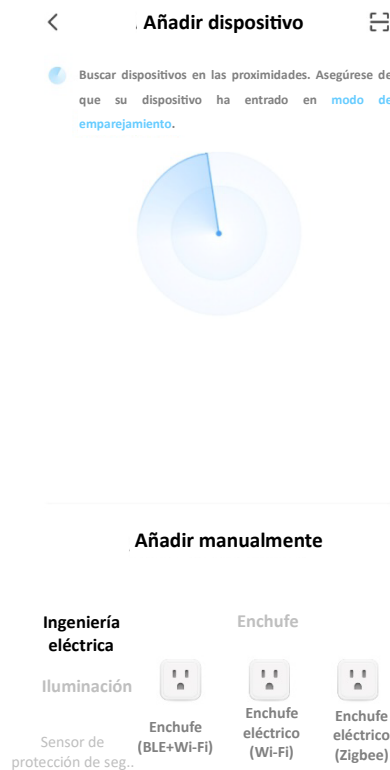 Añadir dispositivo
Buscar dispositivos en las proximidades. Asegúrese de
que su dispositivo ha entrado en modo de
emparejamiento.
Añadir manualmente
Ingeniería
eléctrica
Enchufe
Iluminación
Enchufe
(BLE+Wi-Fi)
Enchufe
eléctrico
(Wi-Fi)
Enchufe
eléctrico
(Zigbee)
Sensor de
protección de seg..